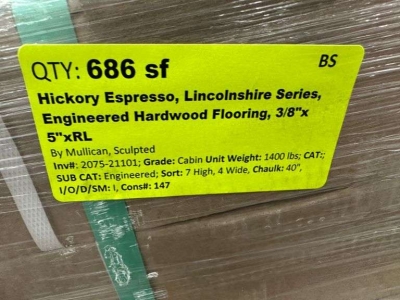 QTY: 686 sf
BS
Hickory Espresso, Lincolnshire Series,
Engineered Hardwood Flooring, 3/8"x
5"xRL
By Mullican, Sculpted
Inv#: 2075-21101; Grade: Cabin Unit Weight: 1400 lbs; CAT:;
SUB CAT: Engineered; Sort: 7 High, 4 Wide, Chaulk: 40",
I/O/D/SM: I, Cons#: 147